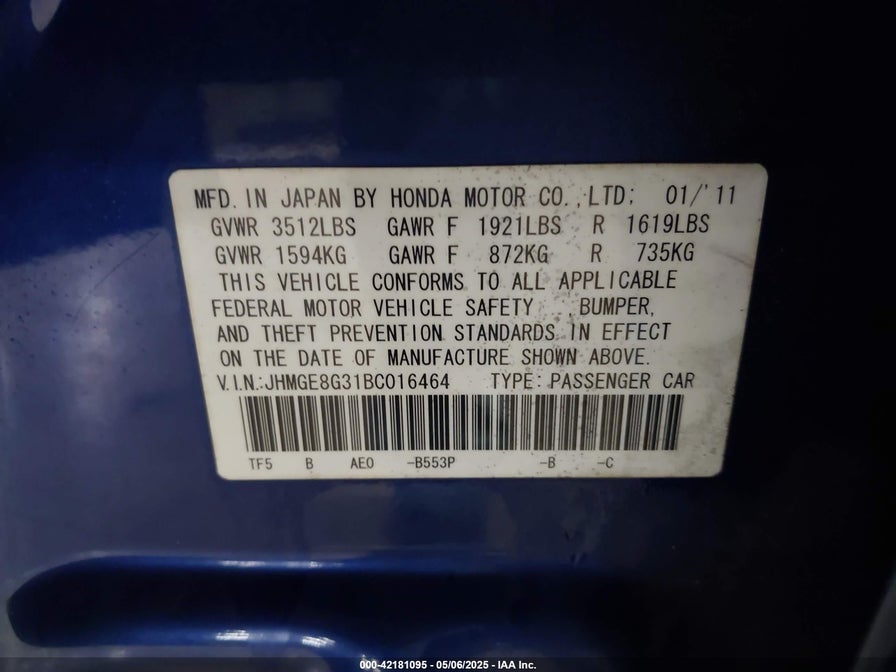 MFD. IN JAPAN BY HONDA MOTOR CO.,LTD; 01/'11
GVWR 3512LBS GAWR F 1921LBS R 1619LBS
GVWR 1594KG GAWR F 872KG R 735KG
THIS VEHICLE CONFORMS TO ALL APPLICABLE
FEDERAL MOTOR VEHICLE SAFETY , BUMPER,
AND THEFT PREVENTION STANDARDS IN EFFECT
ON THE DATE OF MANUFACTURE SHOWN ABOVE.
V.I.N.:JHMGE8G31BC016464 TYPE: PASSENGER CAR
TF5 B AE0 -B553P -B -C
000-42181095 - 05/06/2025 - IAA Inc.